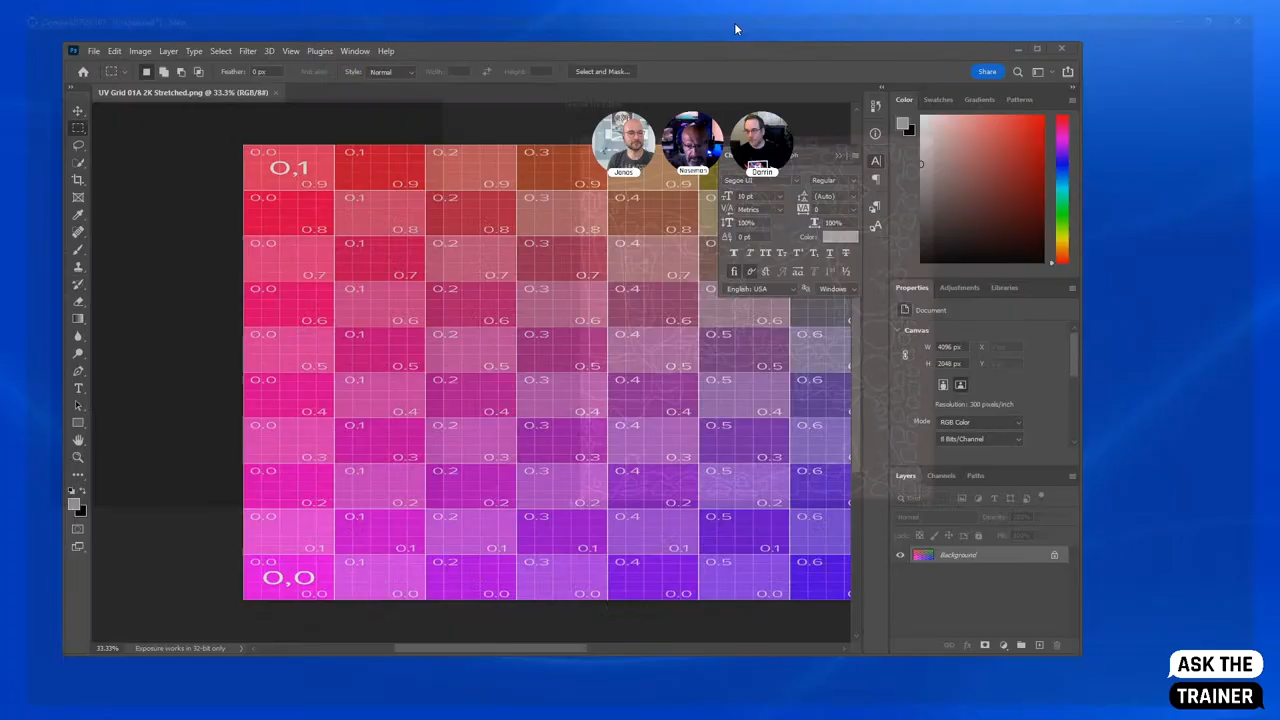 File Edit Image Layer Type Select Filter 3D View Plugins Window Help
Feather: 0 px
Style: Normal
Width:
Height:
Select and Mask...
Share
UV Grid 01A 2K Stretched.png @ 33.3% (RGB/8#)
Color Swatches Gradients Patterns
Jonas
Naseman
Darrin
0,1
0.0 0.1 0.2 0.3
0.9 0.9 0.9 0.9
0.0 0.1 0.2 0.3 0.4
0.8 0.8 0.8 0.8 0.8
0.0 0.1 0.2 0.3 0.4
0.7 0.7 0.7 0.7 0.7
0.0 0.1 0.2 0.3 0.4
0.6 0.6 0.6 0.6 0.6 0.6
0.0 0.1 0.2 0.3 0.4 0.5 0.6
0.5 0.5 0.5 0.5 0.5 0.5
0.0 0.1 0.2 0.3 0.4 0.5 0.6
0.4 0.4 0.4 0.4 0.4 0.4
0.0 0.1 0.2 0.3 0.4 0.5 0.6
0.3 0.3 0.3 0.3 0.3 0.3
0.0 0.1 0.2 0.3 0.4 0.5 0.6
0.2 0.2 0.2 0.2 0.2 0.2
0.0 0.1 0.2 0.3 0.4 0.5 0.6
0.1 0.1 0.1 0.1 0.1 0.1
0.0 0.1 0.2 0.3 0.4 0.5 0.6
0,0
0.0 0.0 0.0 0.0 0.0 0.0
Segoe UI Regular
10 pt (Auto)
Metrics 0
100% 100%
0 pt Color:
English: USA Windows
Properties Adjustments Libraries
Document
Canvas
W 4096 px X
H 2048 px Y
Resolution: 300 pixels/inch
Mode RGB Color
8 Bits/Channel
Layers Channels Paths
Kind
Normal Opacity:
Lock: Fill:
Background
33.33% Exposure works in 32-bit only
ASK THE
TRAINER